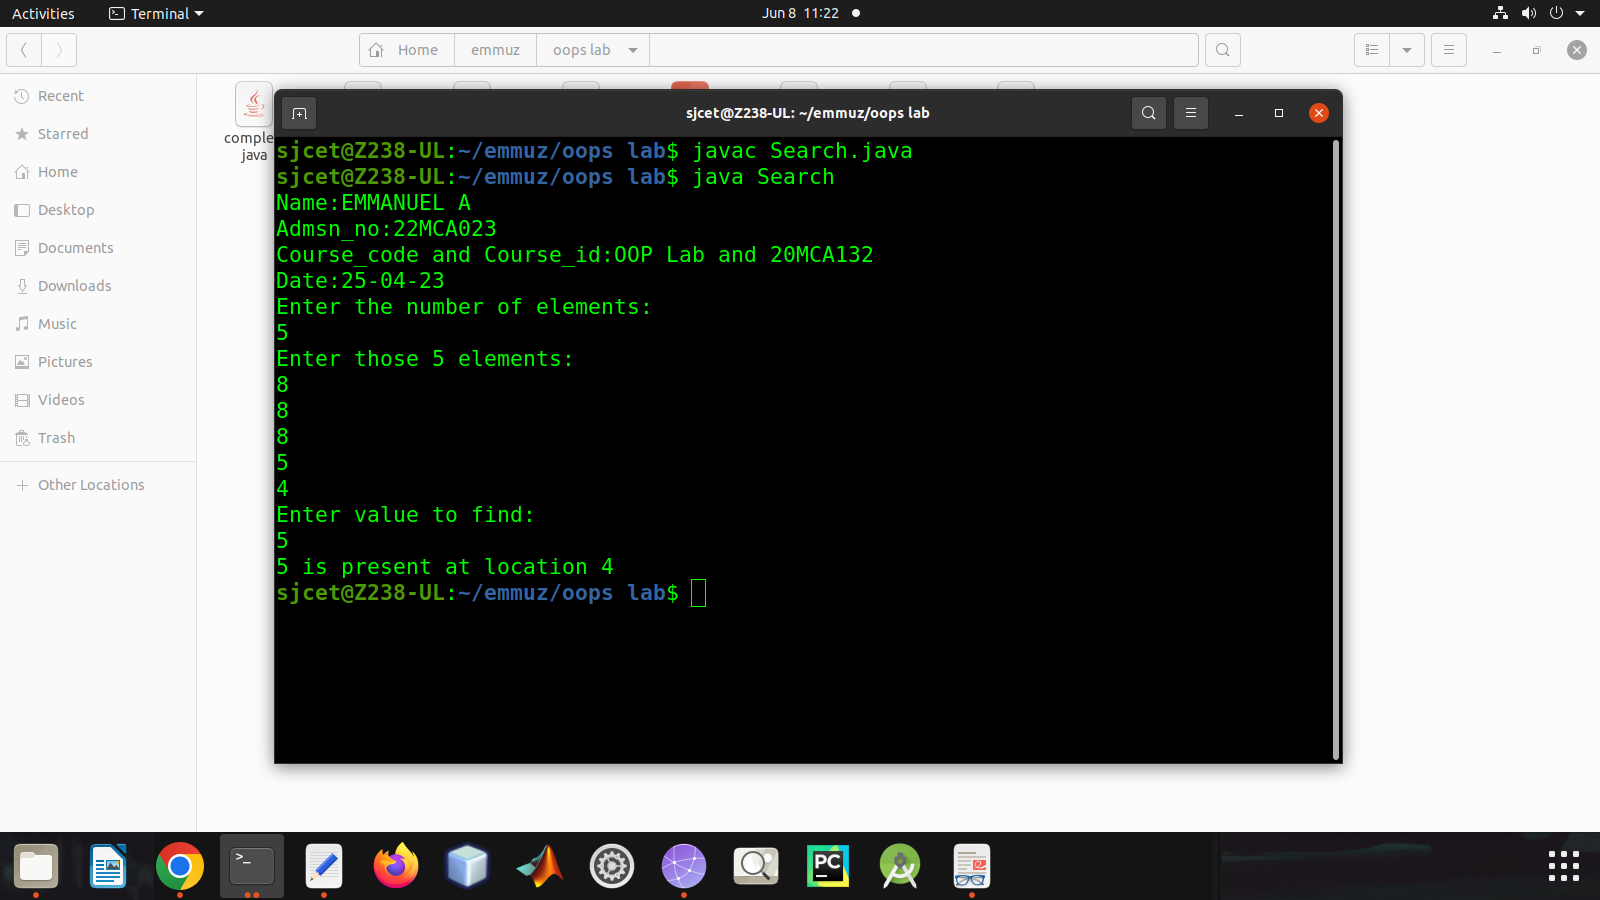 Activities
Terminal
Jun 8 11:22
Home
emmuz
oops lab
Recent
Starred
Home
Desktop
Documents
Downloads
Music
Pictures
Videos
Trash
Other Locations
comple
java
sjcet@Z238-UL: ~/emmuz/oops lab
sjcet@Z238-UL:~/emmuz/oops lab$ javac Search.java
sjcet@Z238-UL:~/emmuz/oops lab$ java Search
Name:EMMANUEL A
Admsn_no:22MCA023
Course_code and Course_id:OOP Lab and 20MCA132
Date:25-04-23
Enter the number of elements:
5
Enter those 5 elements:
8
8
8
5
4
Enter value to find:
5
5 is present at location 4
sjcet@Z238-UL:~/emmuz/oops lab$
>_
PC